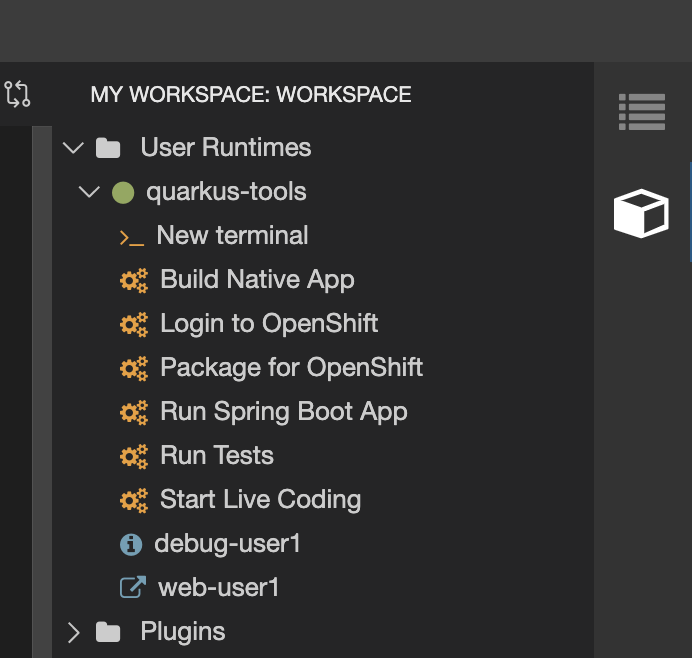 MY WORKSPACE: WORKSPACE
User Runtimes
quarkus-tools
New terminal
Build Native App
Login to OpenShift
Package for OpenShift
Run Spring Boot App
Run Tests
Start Live Coding
debug-user1
web-user1
Plugins